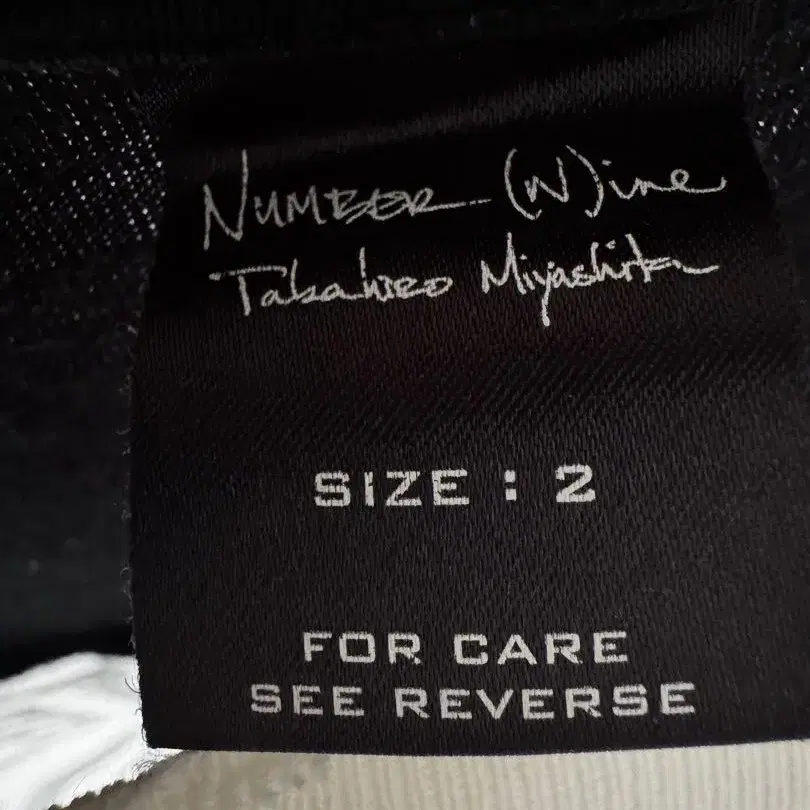 NUMBER (N)ine
Takahiro Miyashita
SIZE : 2
FOR CARE
SEE REVERSE